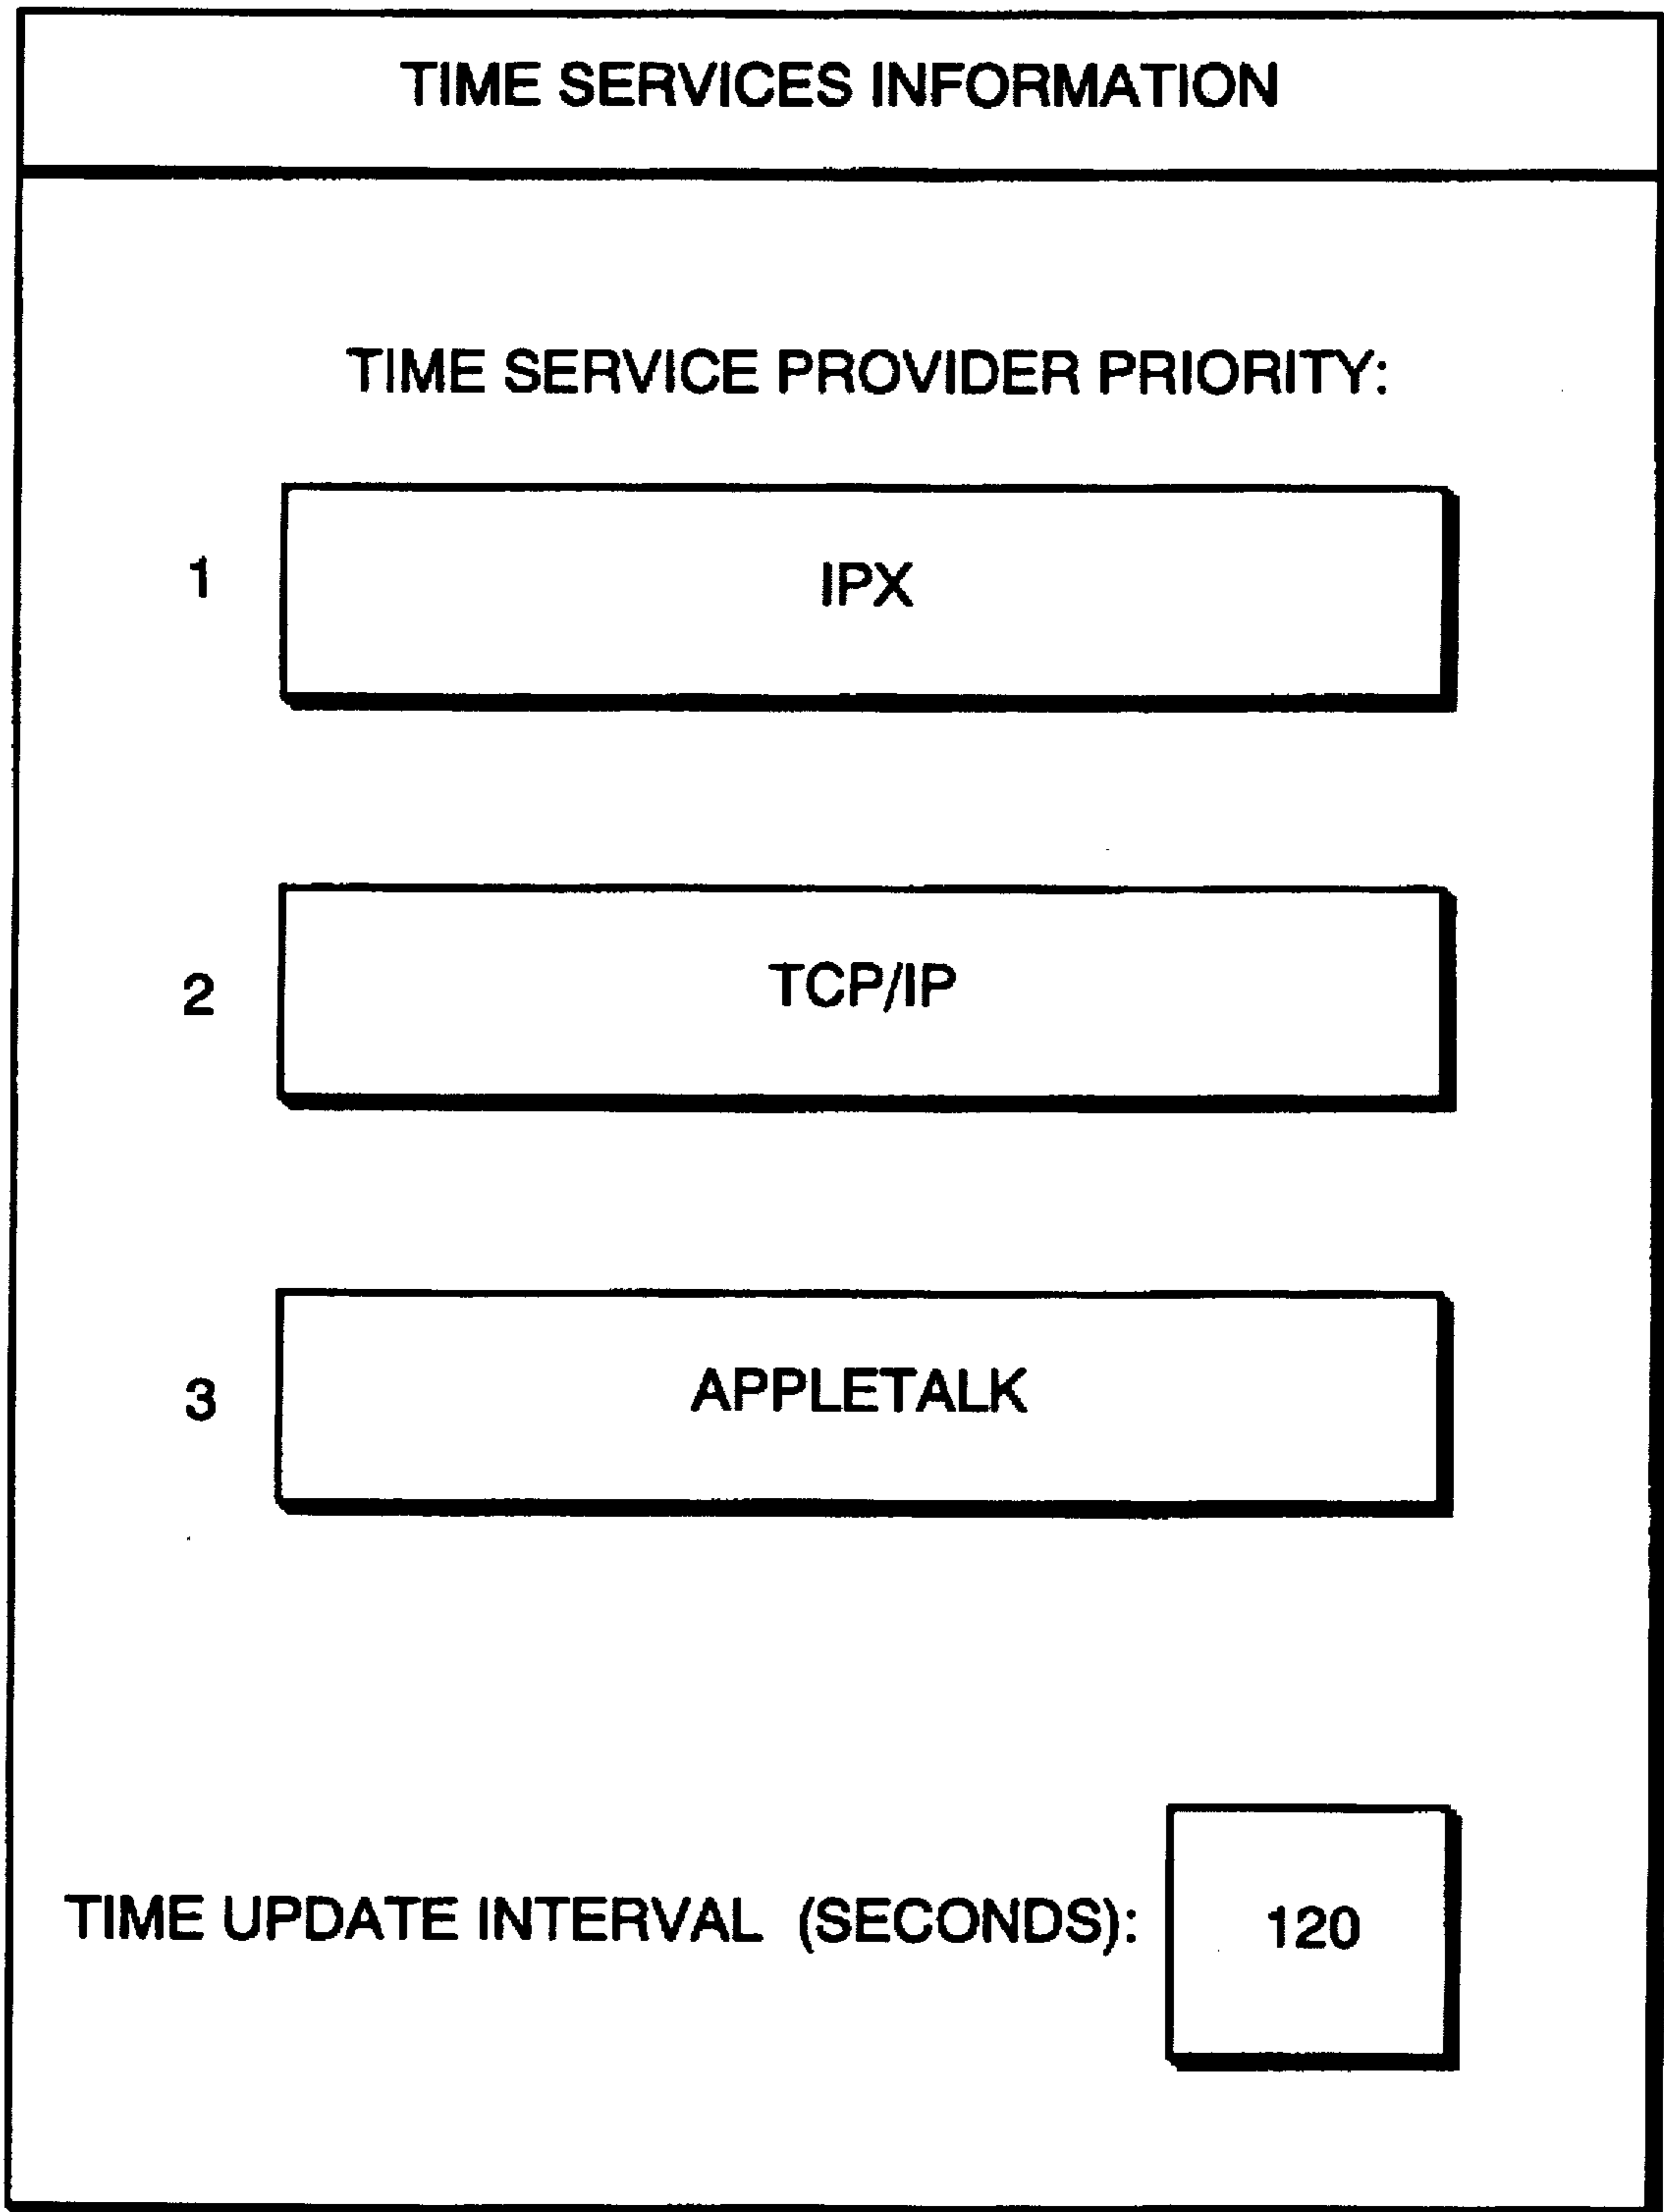 TIME SERVICES INFORMATION
TIME SERVICE PROVIDER PRIORITY:
1 IPX
2 TCP/IP
3 APPLETALK
TIME UPDATE INTERVAL (SECONDS): 120